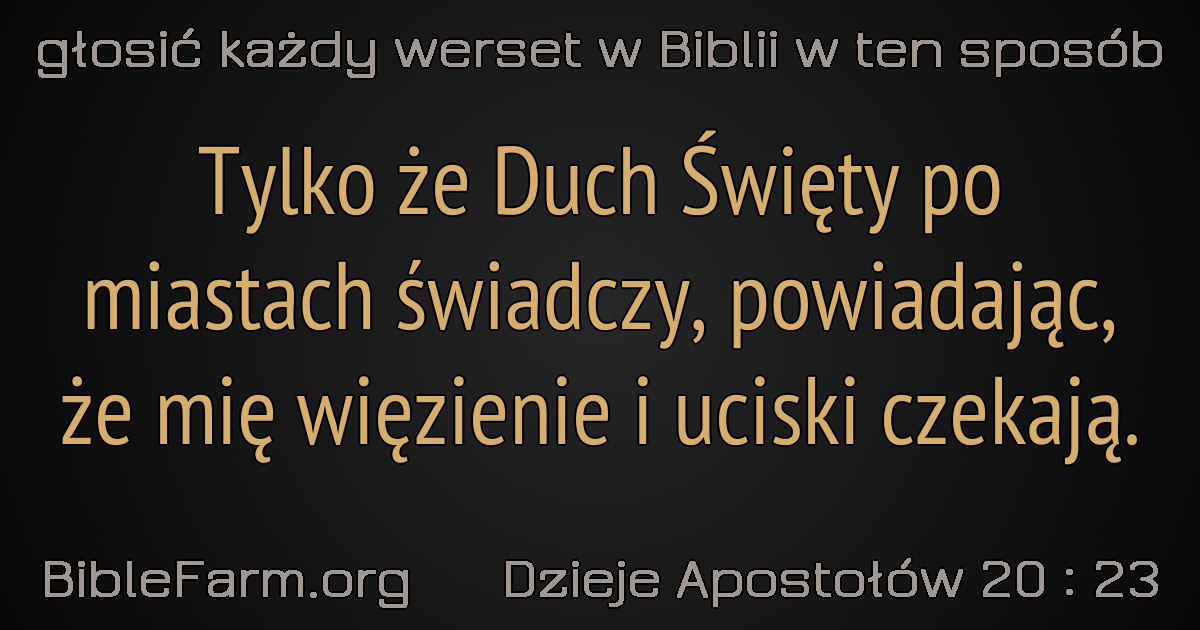 głosić każdy werset w Biblii w ten sposób
Tylko że Duch Święty po
miastach świadczy, powiadając,
że mię więzienie i uciski czekają.
BibleFarm.org
Dzieje Apostołów 20 : 23